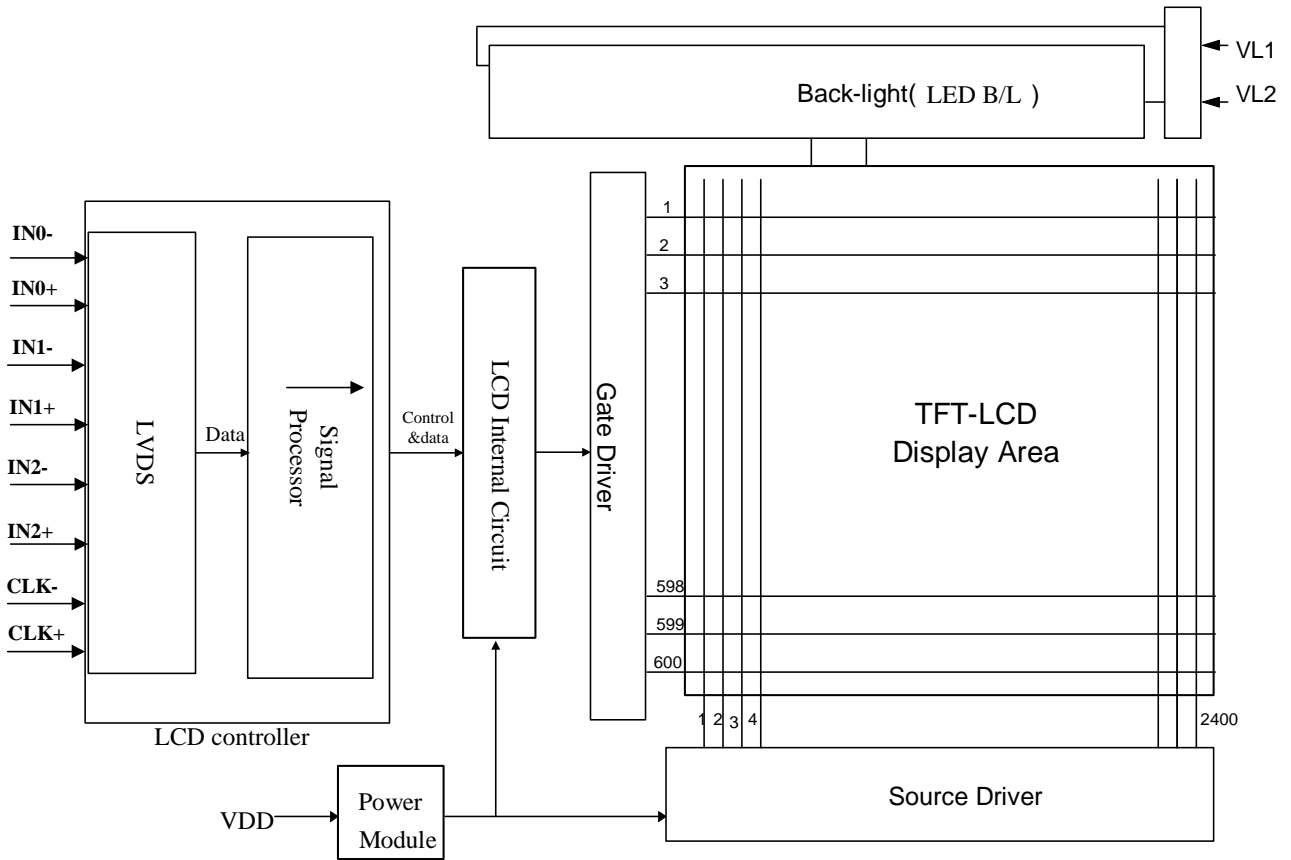 VL1
Back-light( LED B/L )
VL2
IN0-
IN0+
IN1-
IN1+
IN2-
IN2+
CLK-
CLK+
LVDS
Data
Signal
Processor
LCD controller
Control
&data
LCD Internal Circuit
Gate Driver
1
2
3
598
599
600
TFT-LCD
Display Area
1
2
3
4
2400
VDD
Power
Module
Source Driver